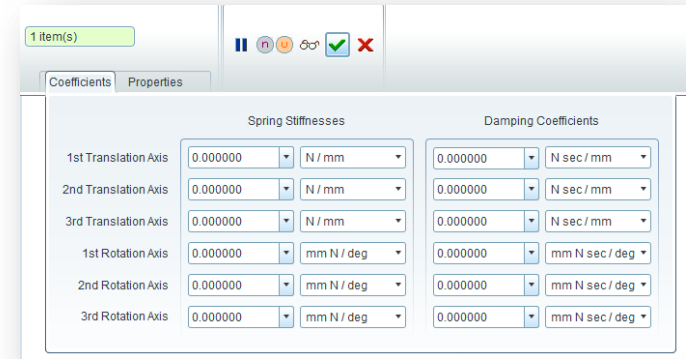 1 item(s)
n u
Coefficients Properties
Spring Stiffnesses Damping Coefficients
1st Translation Axis 0.000000 N / mm 0.000000 N sec / mm
2nd Translation Axis 0.000000 N / mm 0.000000 N sec / mm
3rd Translation Axis 0.000000 N / mm 0.000000 N sec / mm
1st Rotation Axis 0.000000 mm N / deg 0.000000 mm N sec / deg
2nd Rotation Axis 0.000000 mm N / deg 0.000000 mm N sec / deg
3rd Rotation Axis 0.000000 mm N / deg 0.000000 mm N sec / deg